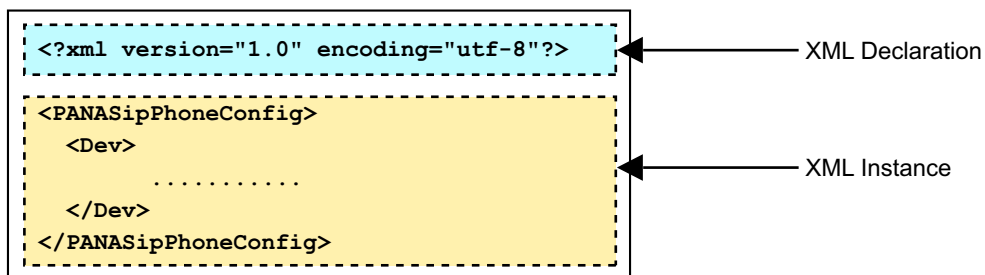 <?xml version="1.0" encoding="utf-8"?>
XML Declaration
<PANASipPhoneConfig>
<Dev>
...........
XML Instance
</Dev>
</PANASipPhoneConfig>